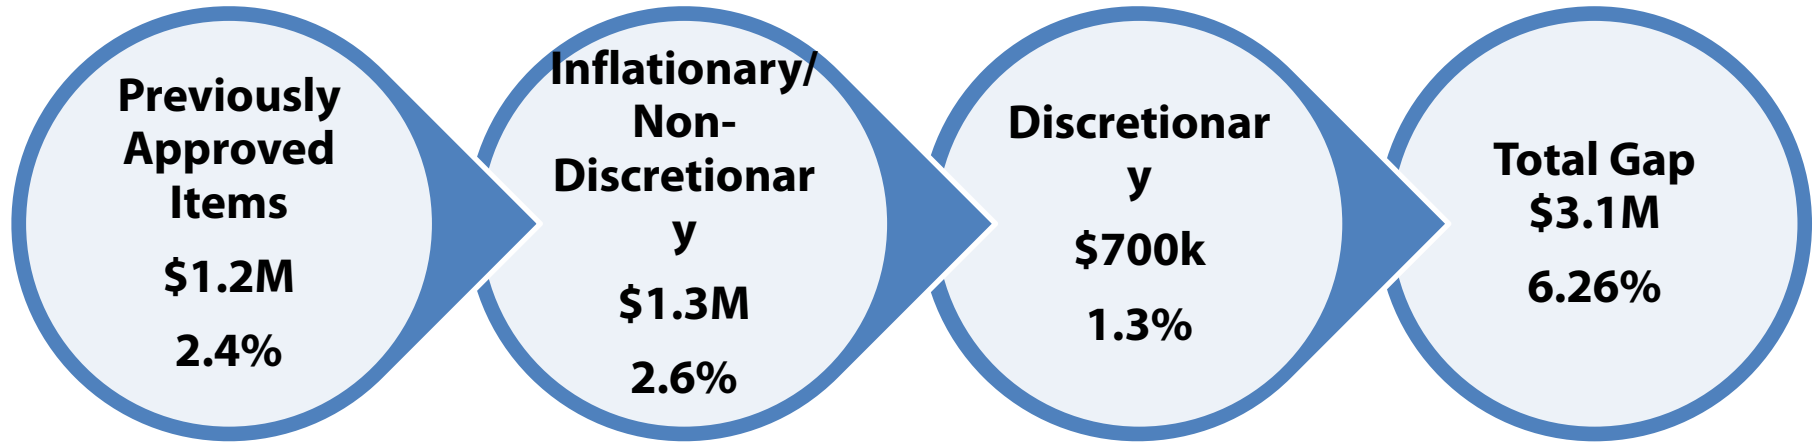 Previously
Approved
Items
$1.2M
2.4%
Inflationary/
Non-
Discretionar
y
$1.3M
2.6%
Discretionar
y
$700k
1.3%
Total Gap
$3.1M
6.26%